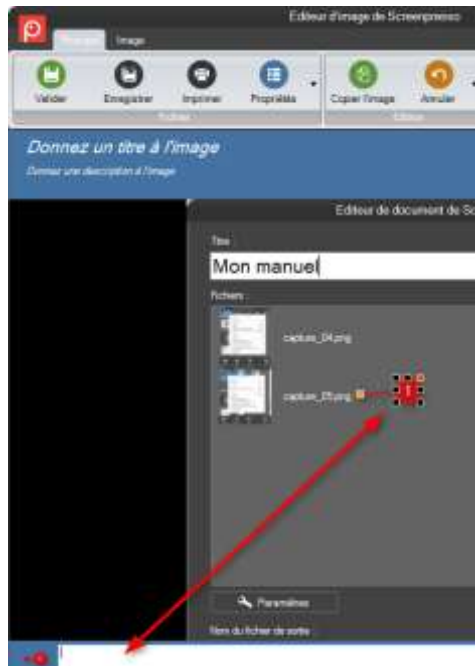 Editeur d'image de Screenpresso
Image
Valider
Enregistrer
Imprimer
Propriétés
Copier l'image
Annuler
Donnez un titre à l'image
Donnez une description à l'image
Editeur de document de Sc
Titre
Mon manuel
Fichiers
capture_04.png
capture_05.png
1
Paramètres
Nom du fichier de sortie